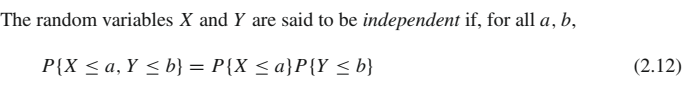 The random variables X and Y are said to be independent if, for all a, b,
P{X ≤ a, Y ≤ b} = P{X ≤ a}P{Y ≤ b} (2.12)